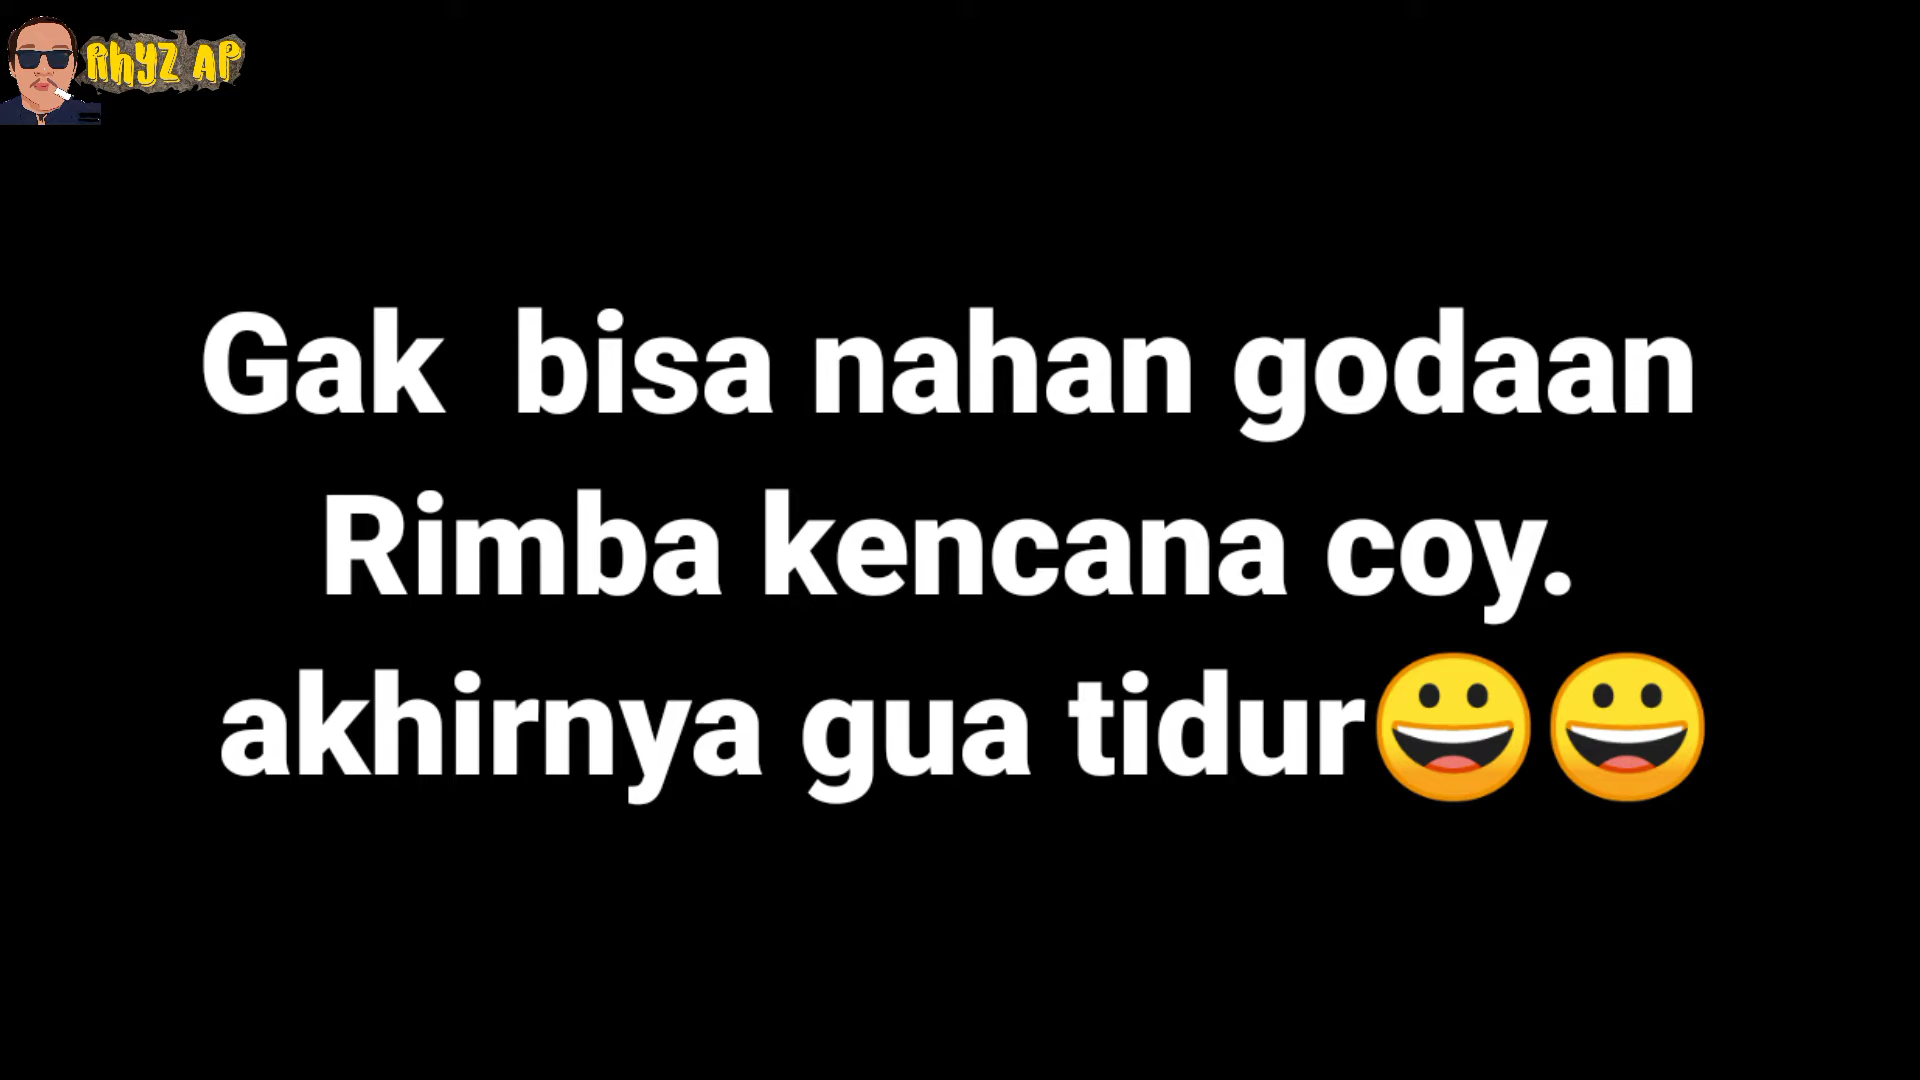 Rhyz AP
Gak  bisa nahan godaan
Rimba kencana coy.
akhirnya gua tidur😀😀